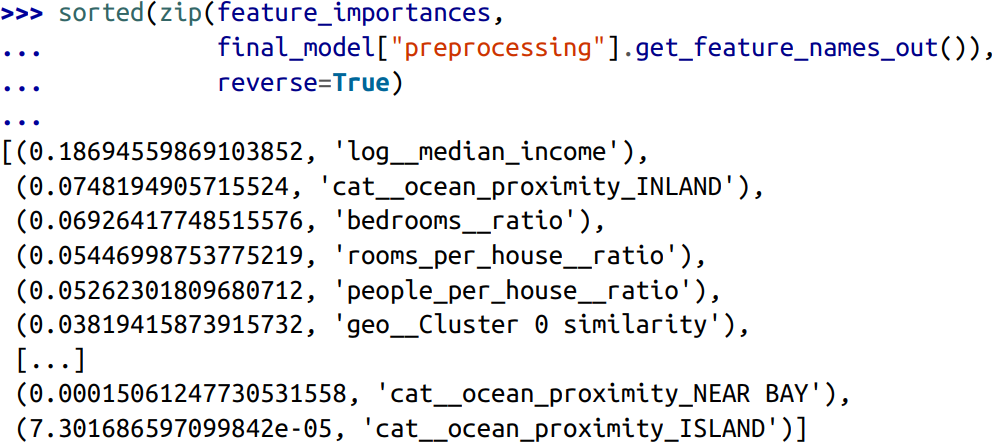 >>> sorted(zip(feature_importances,
...            final_model["preprocessing"].get_feature_names_out()),
...            reverse=True)
...
[(0.18694559869103852, 'log__median_income'),
 (0.0748194905715524, 'cat__ocean_proximity_INLAND'),
 (0.06926417748515576, 'bedrooms__ratio'),
 (0.05446998753775219, 'rooms_per_house__ratio'),
 (0.05262301809680712, 'people_per_house__ratio'),
 (0.03819415873915732, 'geo__Cluster 0 similarity'),
 [...]
 (0.00015061247730531558, 'cat__ocean_proximity_NEAR BAY'),
 (7.301686597099842e-05, 'cat__ocean_proximity_ISLAND')]